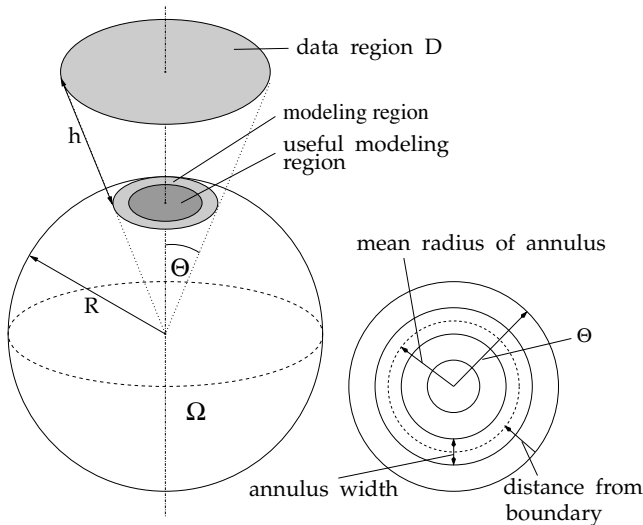 data region D
modeling region
useful modeling
region
h
Θ
R
Ω
mean radius of annulus
Θ
annulus width
distance from
boundary